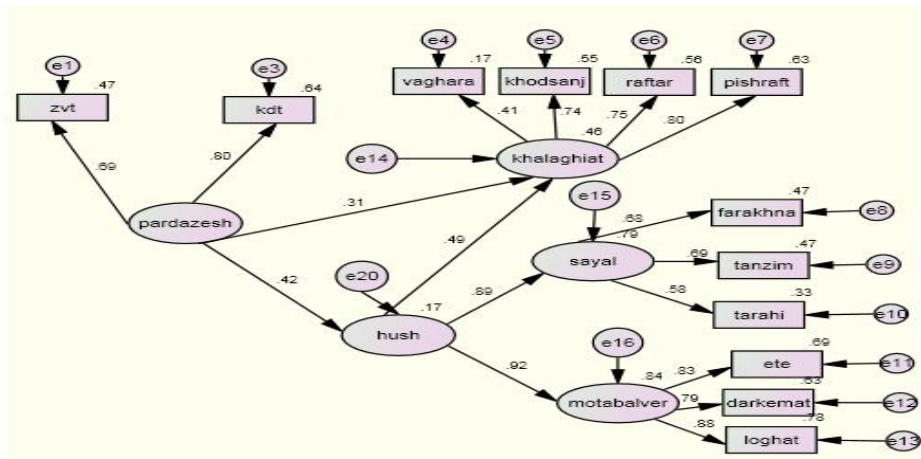 e1
e3
e4
e5
e6
e7
.47
.64
.17
.55
.56
.63
zvt
kdt
vaghara
khodsanj
raftar
pishraft
.69
.80
.41
.74
.75
.80
.46
e14
khalaghiat
.31
e15
.47
.68
farakhna
e8
pardazesh
.49
.79
.47
sayal
.69
tanzim
e9
.42
e20
.89
.58
.33
tarahi
e10
.17
hush
e16
.69
.92
.84
.83
ete
e11
.63
motabalver
.79
darkemat
e12
.78
.88
loghat
e13